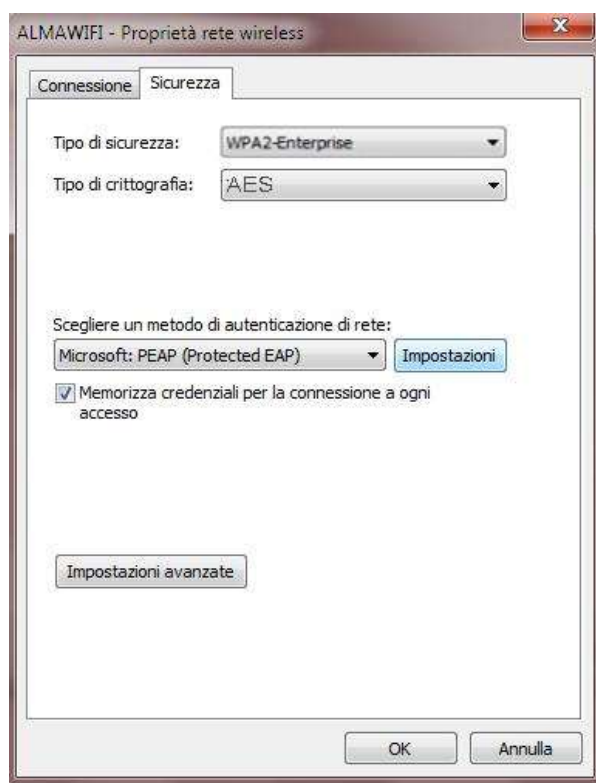 ALMAWIFI - Proprietà rete wireless
Connessione Sicurezza
Tipo di sicurezza: WPA2-Enterprise
Tipo di crittografia: AES
Scegliere un metodo di autenticazione di rete:
Microsoft: PEAP (Protected EAP) Impostazioni
Memorizza credenziali per la connessione a ogni
accesso
Impostazioni avanzate
OK Annulla